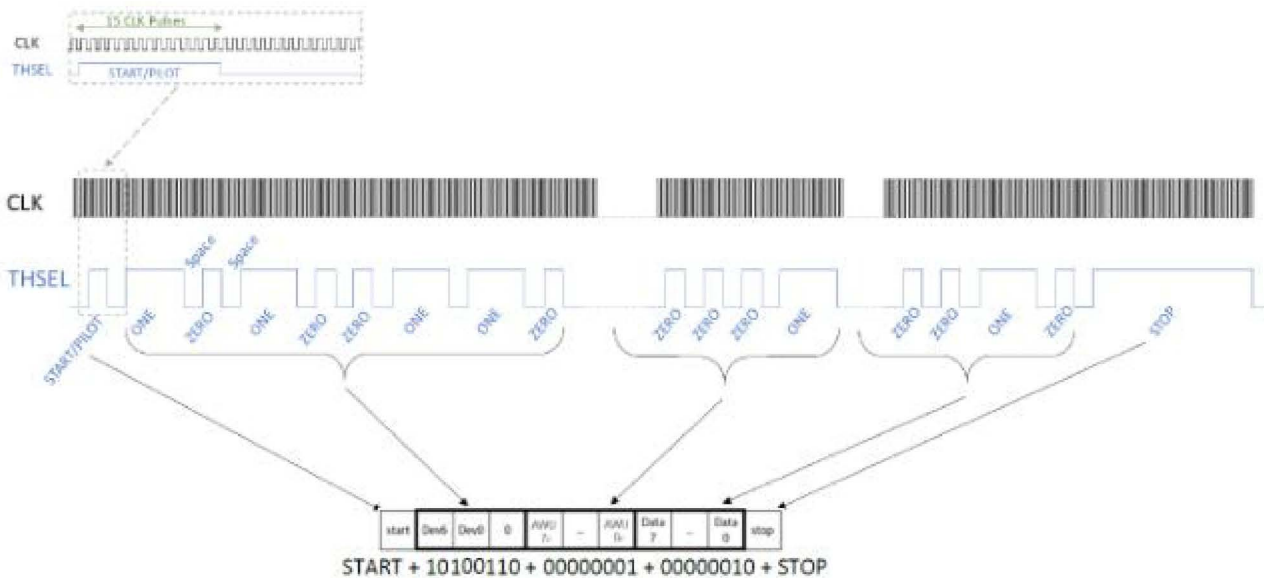 15 CLK Pulses
CLK
THSEL START/PILOT
CLK
Space Space
THSEL
START/PILOT ONE ZERO ONE ZERO ZERO ONE ONE ZERO ZERO ZERO ZERO ONE ZERO ZERO ONE ZERO STOP
start Dev6 Dev0 0 AWU .. AWU Data 7 .. Data 0 stop
START + 10100110 + 00000001 + 00000010 + STOP